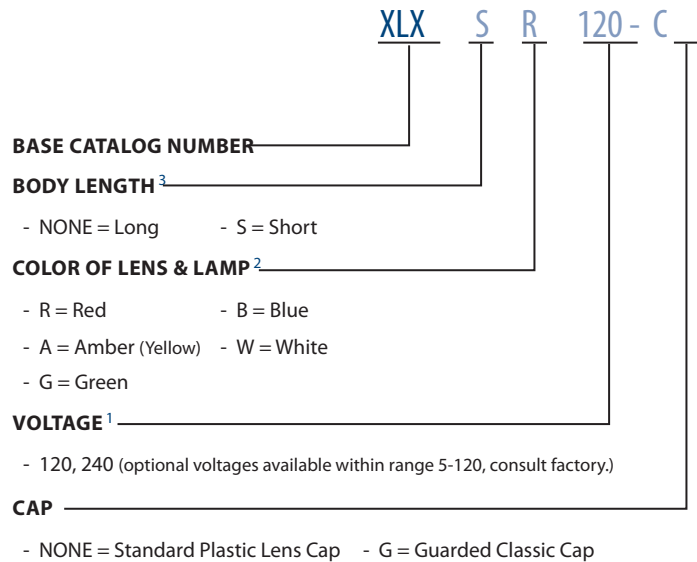 XLX S R 120 - C _
BASE CATALOG NUMBER
BODY LENGTH 3
- NONE = Long - S = Short
COLOR OF LENS & LAMP 2
- R = Red - B = Blue
- A = Amber (Yellow) - W = White
- G = Green
VOLTAGE 1
- 120, 240 (optional voltages available within range 5-120, consult factory.)
CAP
- NONE = Standard Plastic Lens Cap - G = Guarded Classic Cap